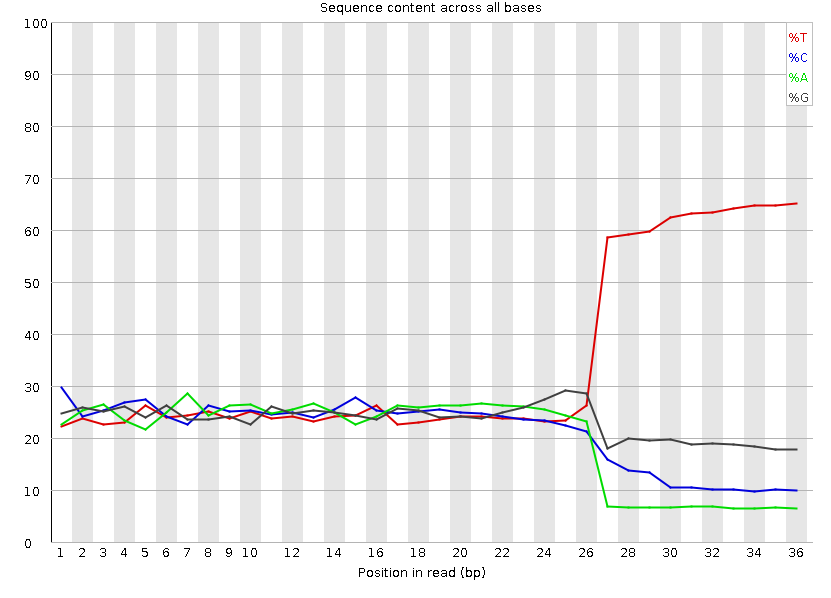 Sequence content across all bases
100
90
80
70
60
50
40
30
20
10
0
%T
%C
%A
%G
1 2 3 4 5 6 7 8 9 10 12 14 16 18 20 22 24 26 28 30 32 34 36
Position in read (bp)